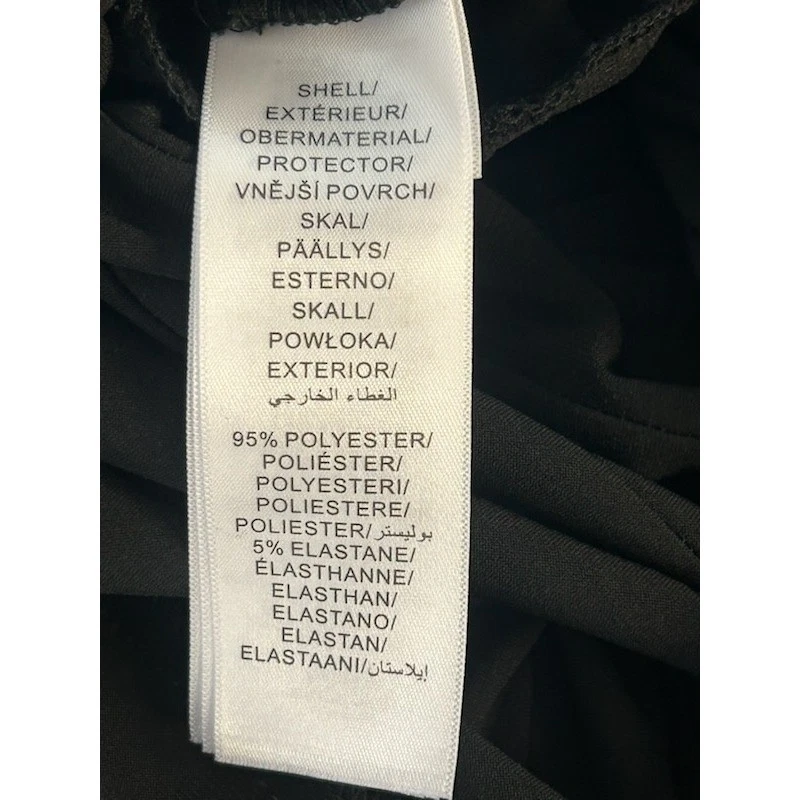 SHELL/
EXTÉRIEUR/
OBERMATERIAL/
PROTECTOR/
VNĚJŠÍ POVRCH/
SKAL/
PÄÄLLYS/
ESTERNO/
SKALL/
POWŁOKA/
EXTERIOR/
الغطاء الخارجي
95% POLYESTER/
POLIÉSTER/
POLYESTERI/
POLIESTERE/
POLIESTER/بوليستر
5% ELASTANE/
ÉLASTHANNE/
ELASTHAN/
ELASTANO/
ELASTAN/
ELASTAANI/إيلاستان